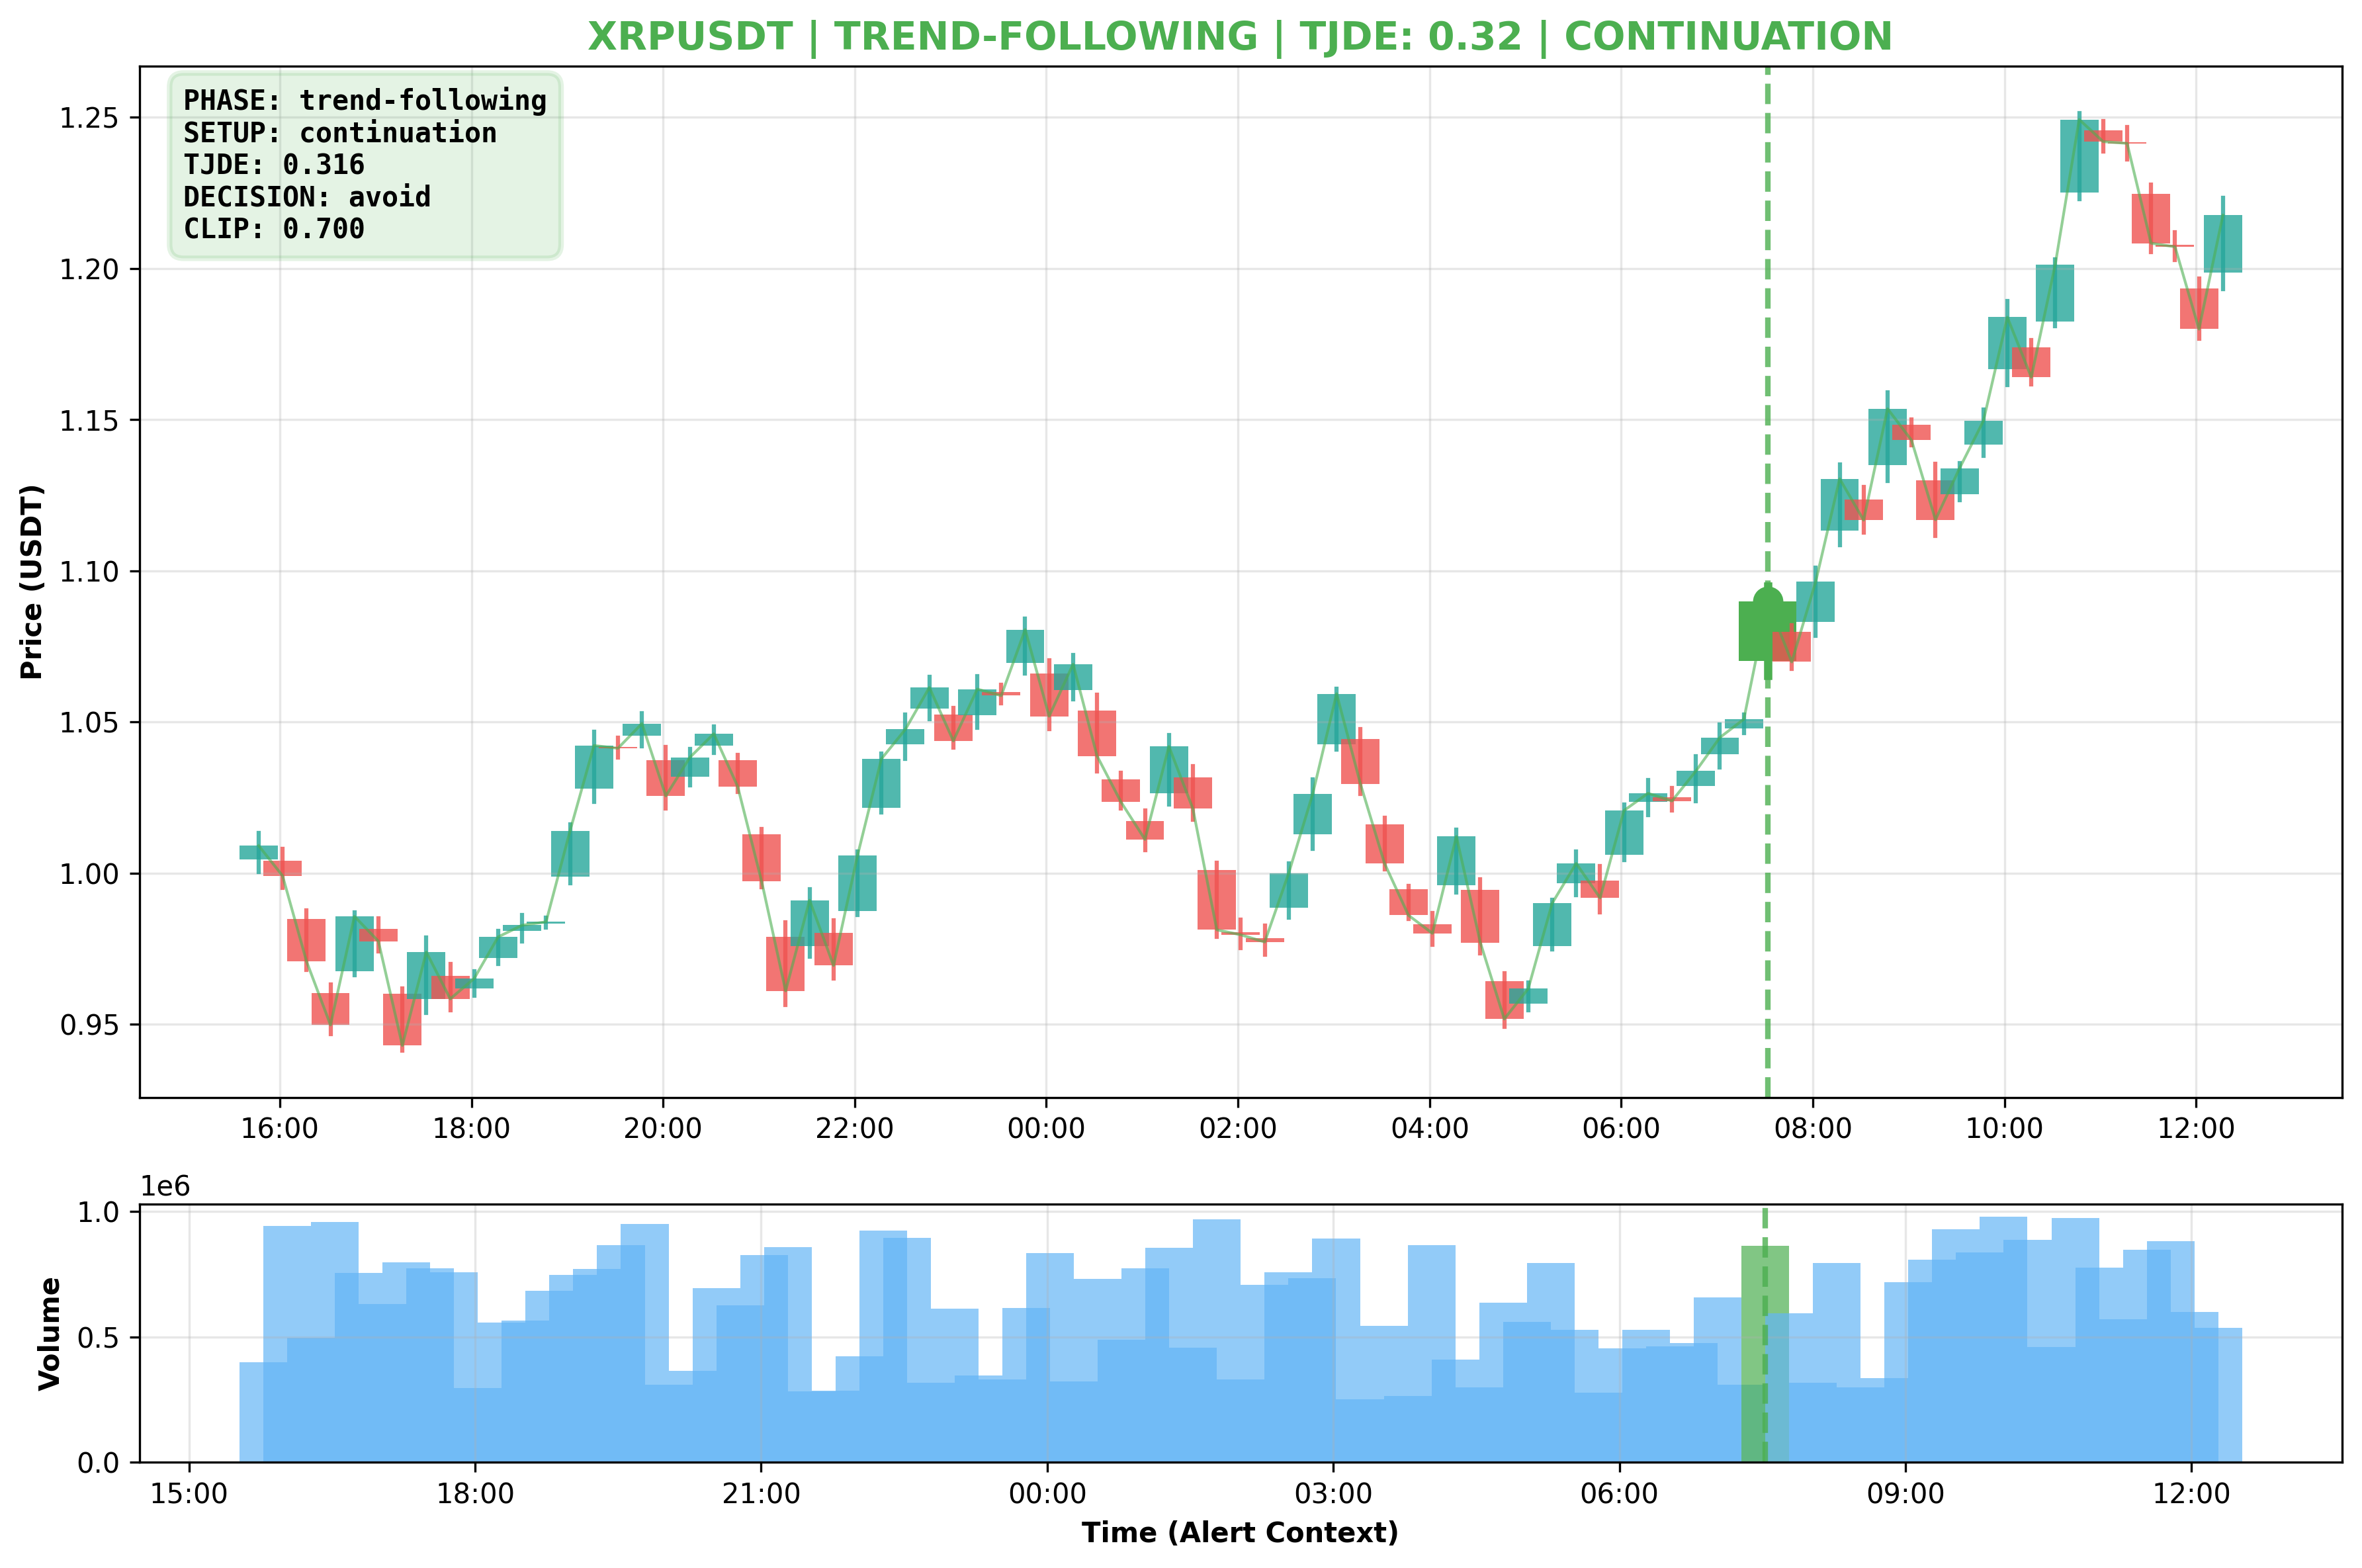 XRPUSDT | TREND-FOLLOWING | TJDE: 0.32 | CONTINUATION
PHASE: trend-following
SETUP: continuation
TJDE: 0.316
DECISION: avoid
CLIP: 0.700
Price (USDT)
1.25
1.20
1.15
1.10
1.05
1.00
0.95
16:00 18:00 20:00 22:00 00:00 02:00 04:00 06:00 08:00 10:00 12:00
1e6
Volume
1.0
0.5
0.0
15:00 18:00 21:00 00:00 03:00 06:00 09:00 12:00
Time (Alert Context)